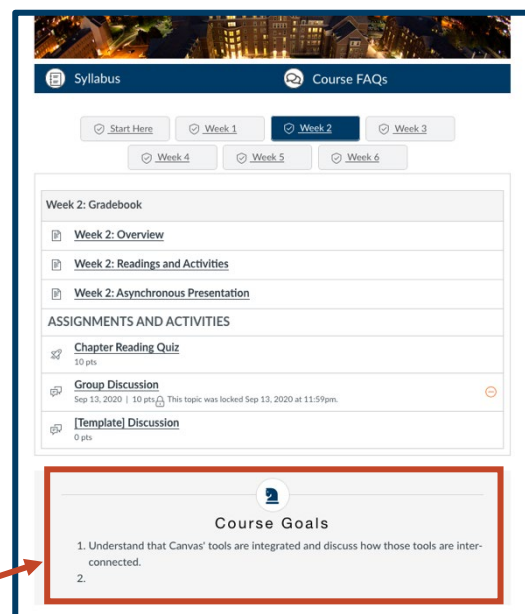 Syllabus
Course FAQs
Start Here
Week 1
Week 2
Week 3
Week 4
Week 5
Week 6
Week 2: Gradebook
Week 2: Overview
Week 2: Readings and Activities
Week 2: Asynchronous Presentation
ASSIGNMENTS AND ACTIVITIES
Chapter Reading Quiz
10 pts
Group Discussion
Sep 13, 2020 | 10 pts This topic was locked Sep 13, 2020 at 11:59pm.
[Template] Discussion
0 pts
Course Goals
1. Understand that Canvas' tools are integrated and discuss how those tools are inter-
connected.
2.